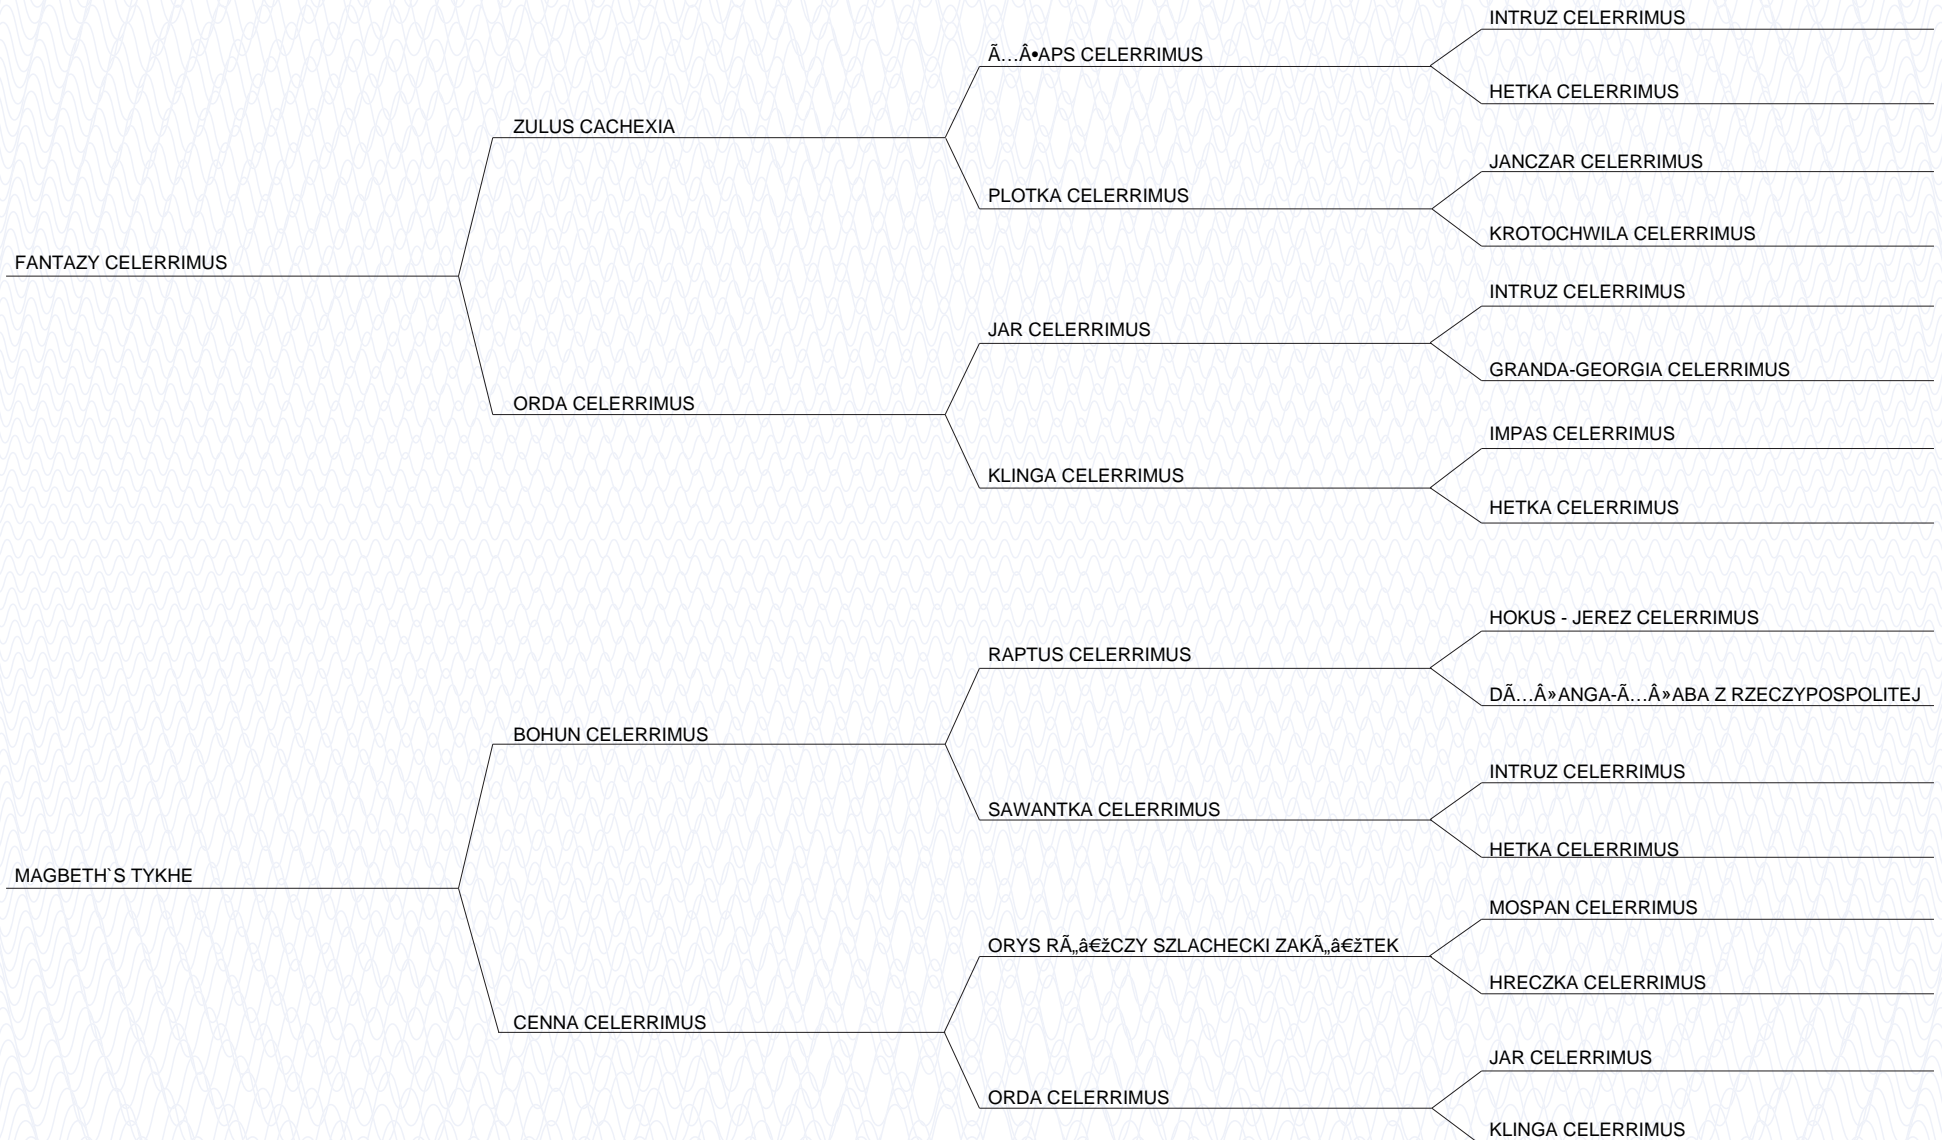 INTRUZ CELERRIMUS
Ã…Â•APS CELERRIMUS
HETKA CELERRIMUS
ZULUS CACHEXIA
JANCZAR CELERRIMUS
PLOTKA CELERRIMUS
KROTOCHWILA CELERRIMUS
FANTAZY CELERRIMUS
INTRUZ CELERRIMUS
JAR CELERRIMUS
GRANDA-GEORGIA CELERRIMUS
ORDA CELERRIMUS
IMPAS CELERRIMUS
KLINGA CELERRIMUS
HETKA CELERRIMUS
HOKUS - JEREZ CELERRIMUS
RAPTUS CELERRIMUS
DÃ…Â»ANGA-Ã…Â»ABA Z RZECZYPOSPOLITEJ
BOHUN CELERRIMUS
INTRUZ CELERRIMUS
SAWANTKA CELERRIMUS
HETKA CELERRIMUS
MAGBETH`S TYKHE
MOSPAN CELERRIMUS
ORYS RÃ„â€žCZY SZLACHECKI ZAKÃ„â€žTEK
HRECZKA CELERRIMUS
CENNA CELERRIMUS
JAR CELERRIMUS
ORDA CELERRIMUS
KLINGA CELERRIMUS